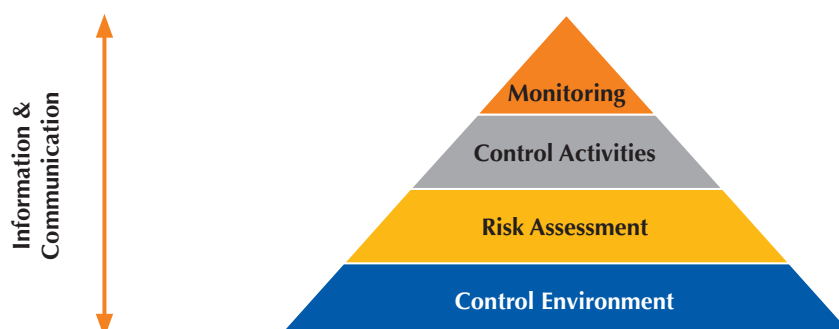 Information &
Communication
Monitoring
Control Activities
Risk Assessment
Control Environment